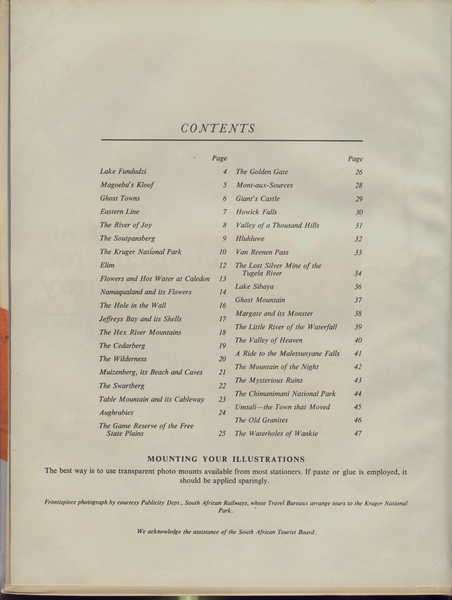 CONTENTS
Page
Lake Fundudzi 4
Magoeba's Kloof 5
Ghost Towns 6
Eastern Line 7
The River of Joy 8
The Soutpansberg 9
The Kruger National Park 10
Elim 12
Flowers and Hot Water at Caledon 13
Namaqualand and its Flowers 14
The Hole in the Wall 16
Jeffreys Bay and its Shells 17
The Hex River Mountains 18
The Cedarberg 19
The Wilderness 20
Muizenberg, its Beach and Caves 21
The Swartberg 22
Table Mountain and its Cableway 23
Aughrabies 24
The Game Reserve of the Free
State Plains 25
Page
The Golden Gate 26
Mont-aux-Sources 28
Giant's Castle 29
Howick Falls 30
Valley of a Thousand Hills 31
Hluhluwe 32
Van Reenen Pass 33
The Lost Silver Mine of the
Tugela River 34
Lake Sibaya 36
Ghost Mountain 37
Margate and its Monster 38
The Little River of the Waterfall 39
The Valley of Heaven 40
A Ride to the Maletsunyane Falls 41
The Mountain of the Night 42
The Mysterious Ruins 43
The Chimanimani National Park 44
Umtali—the Town that Moved 45
The Old Granites 46
The Waterholes of Wankie 47
MOUNTING YOUR ILLUSTRATIONS
The best way is to use transparent photo mounts available from most stationers. If paste or glue is employed, it
should be applied sparingly.
Frontispiece photograph by courtesy Publicity Dept., South African Railways, whose Travel Bureaux arrange tours to the Kruger National
Park.
We acknowledge the assistance of the South African Tourist Board.